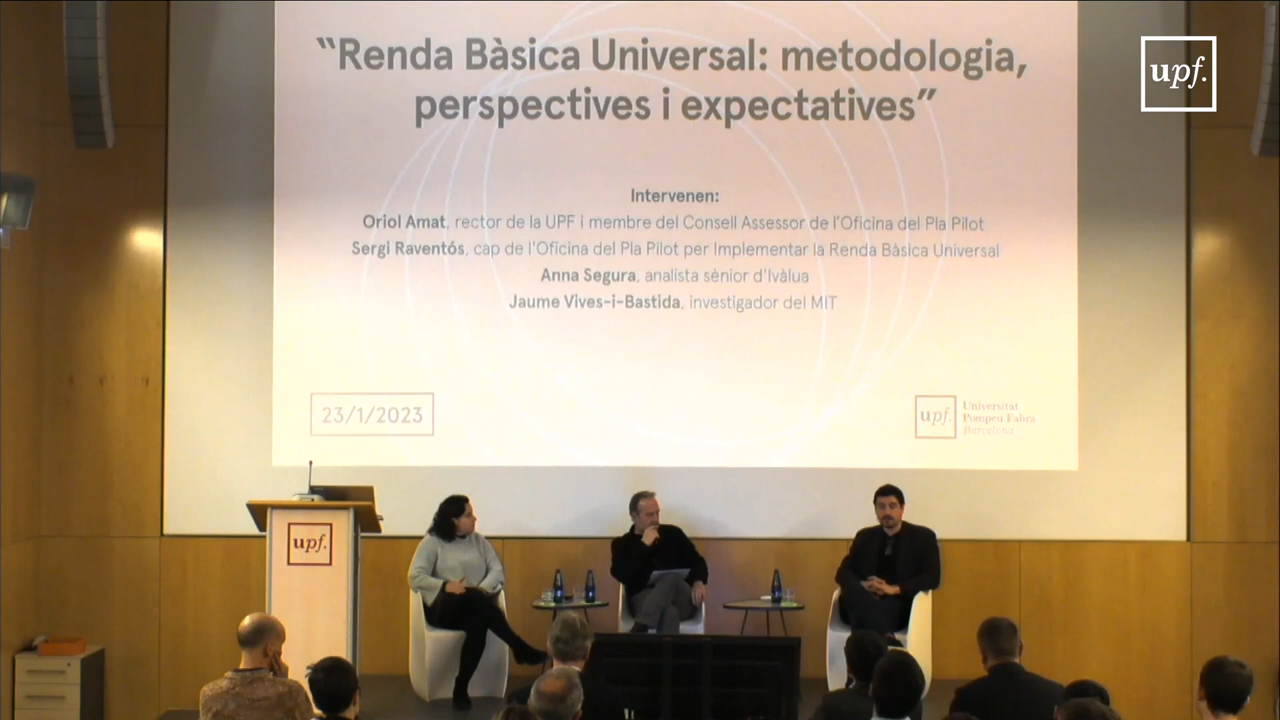 “Renda Bàsica Universal: metodologia,
perspectives i expectatives”
upf.
Intervenen:
Oriol Amat, rector de la UPF i membre del Consell Assessor de l'Oficina del Pla Pilot
Sergi Raventós, cap de l'Oficina del Pla Pilot per Implementar la Renda Bàsica Universal
Anna Segura, analista sènior d'Ivàlua
Jaume Vives-i-Bastida, investigador del MIT
23/1/2023
upf.
Universitat
Pompeu Fabra
Barcelona
upf.